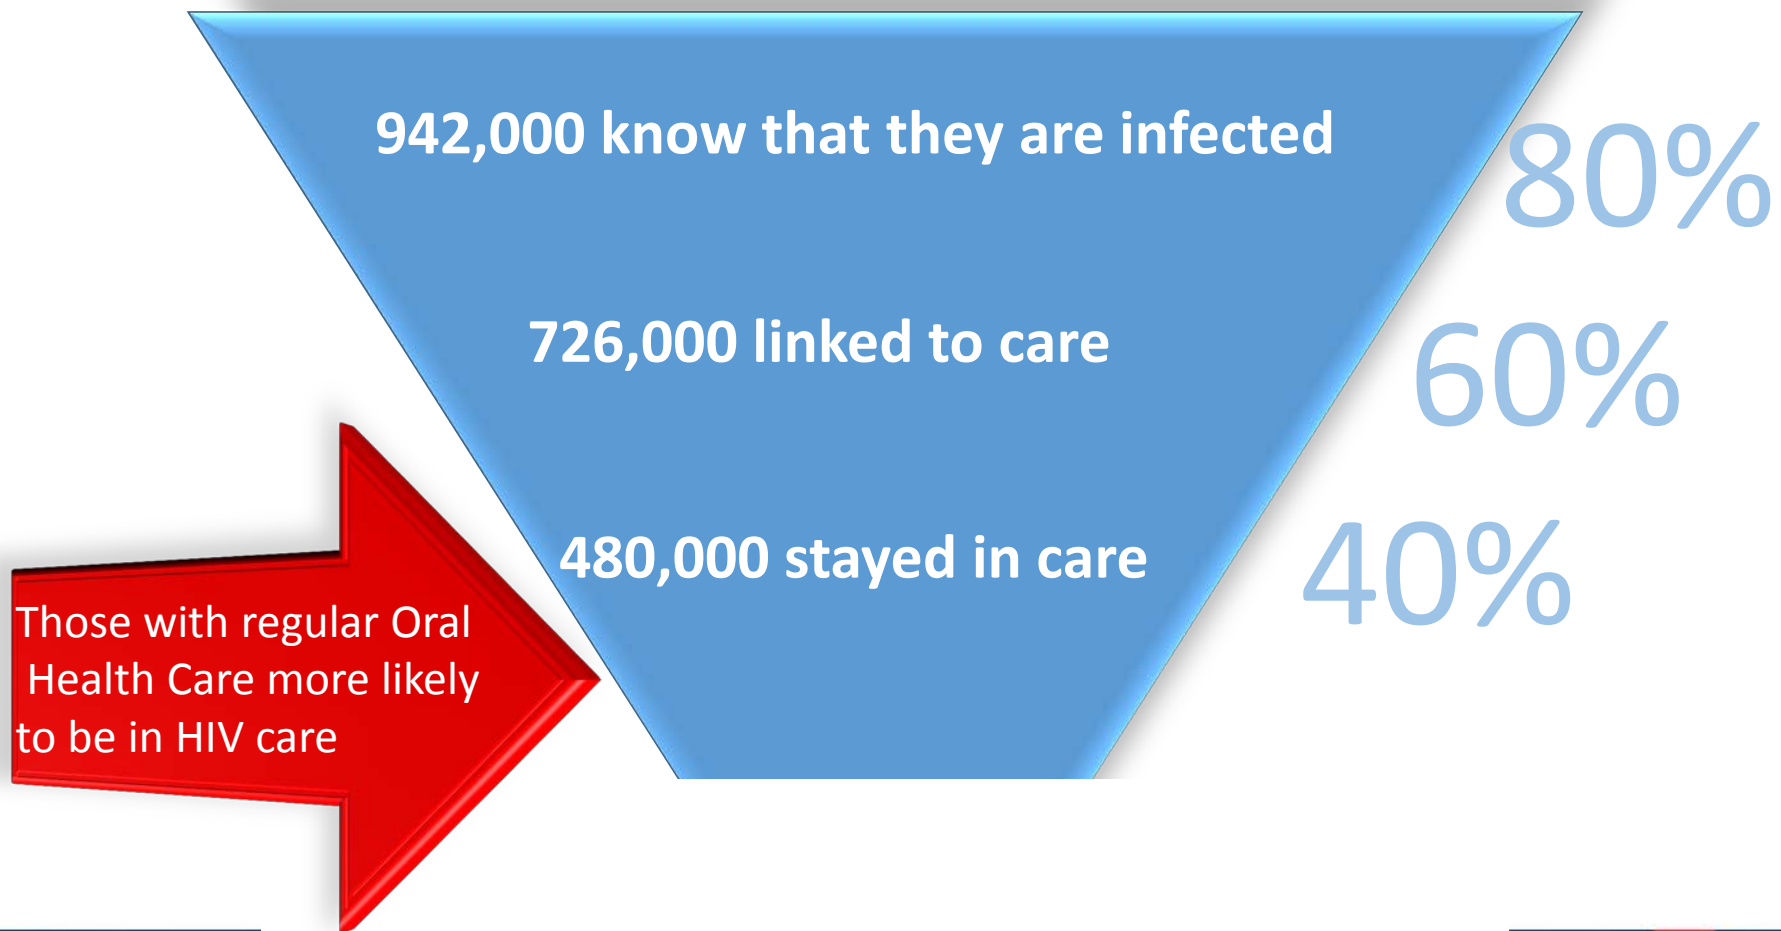 942,000 know that they are infected
80%
726,000 linked to care
60%
480,000 stayed in care
40%
Those with regular Oral
Health Care more likely
to be in HIV care